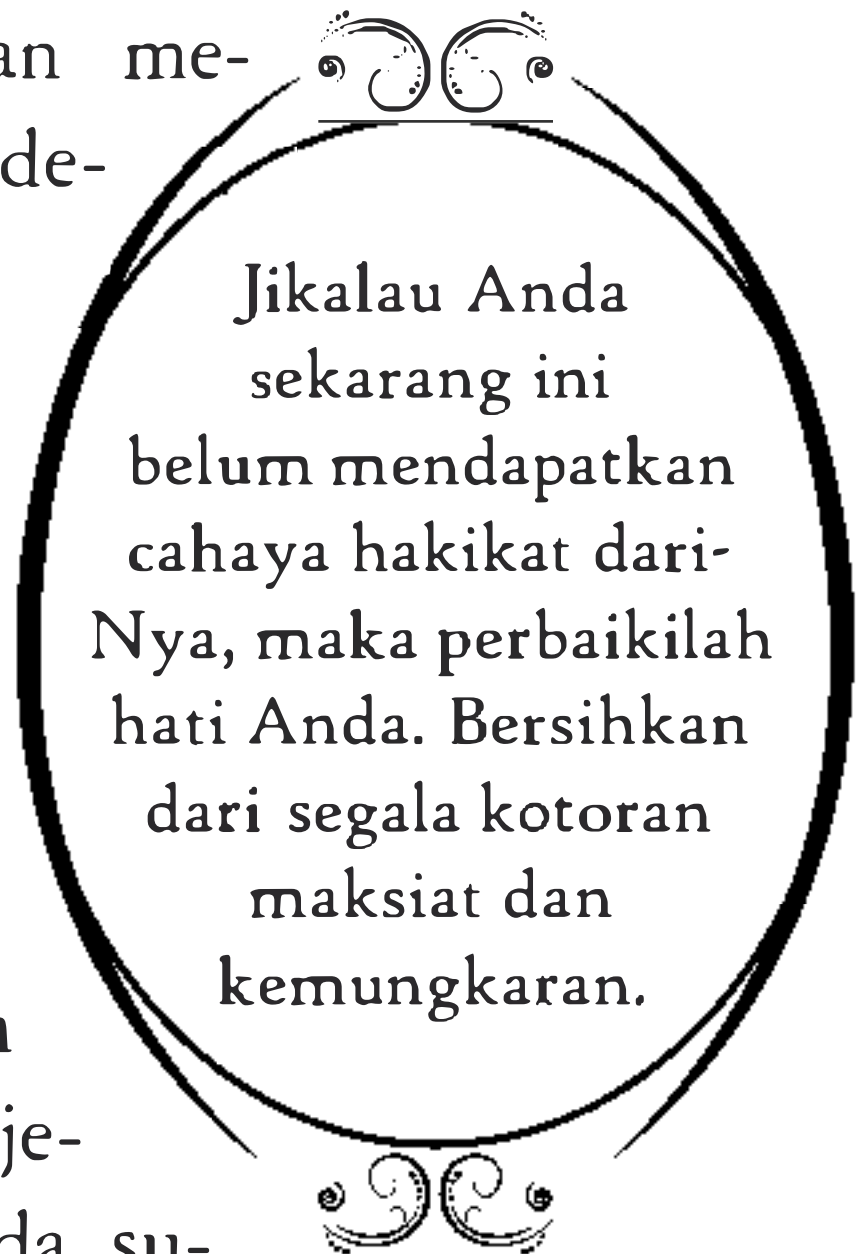 an me-
de-
Jikalau Anda
sekarang ini
belum mendapatkan
cahaya hakikat dari-
Nya, maka perbaikilah
hati Anda. Bersihkan
dari segala kotoran
maksiat dan
kemungkaran.
je-
da su-